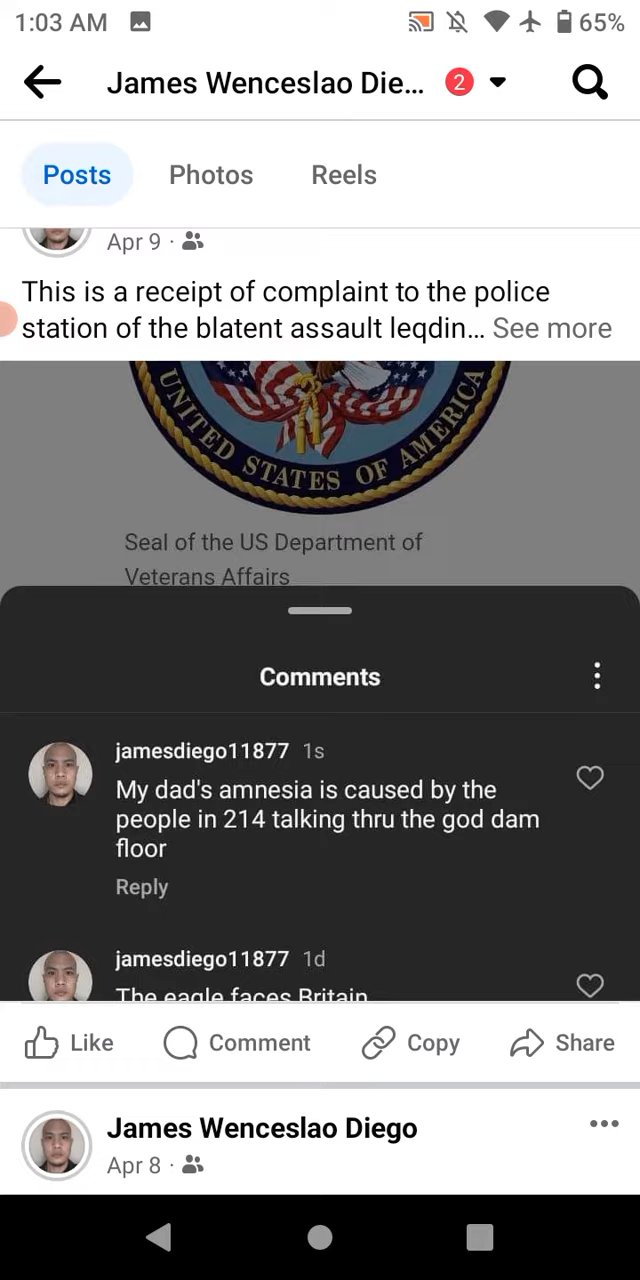 1:03 AM 65%
James Wenceslao Die... 2
Posts Photos Reels
Apr 9 ·
This is a receipt of complaint to the police
station of the blatent assault leqdin... See more
UNITED STATES OF AMERICA
Seal of the US Department of
Veterans Affairs
Comments
jamesdiego11877 1s
My dad's amnesia is caused by the
people in 214 talking thru the god dam
floor
Reply
jamesdiego11877 1d
The eagle faces Britain
Like Comment Copy Share
James Wenceslao Diego
Apr 8 ·